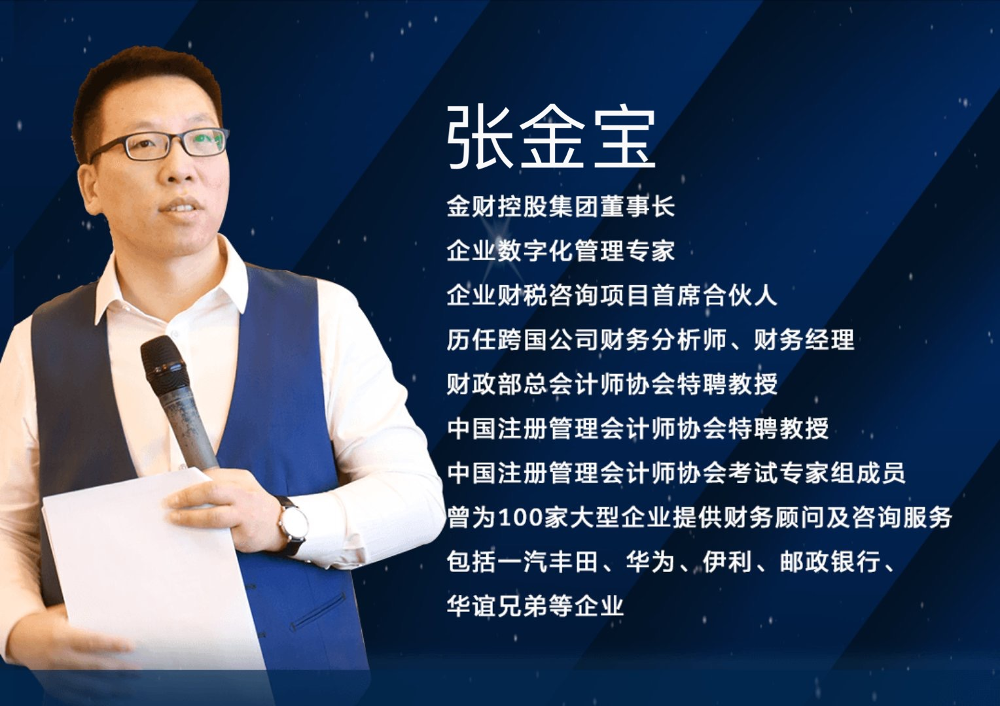 张金宝
金财控股集团董事长
企业数字化管理专家
企业财税咨询项目首席合伙人
历任跨国公司财务分析师、财务经理
财政部总会计师协会特聘教授
中国注册管理会计师协会特聘教授
中国注册管理会计师协会考试专家组成员
曾为100家大型企业提供财务顾问及咨询服务
包括一汽丰田、华为、伊利、邮政银行、
华谊兄弟等企业